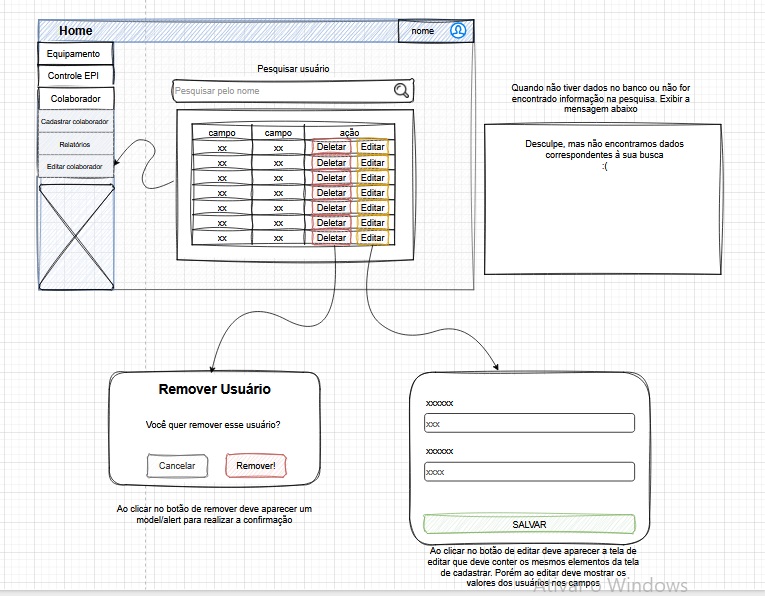 Home
nome
Equipamento
Controle EPI
Colaborador
Cadastrar colaborador
Relatórios
Editar colaborador
Pesquisar usuário
Pesquisar pelo nome
campo campo ação
xx xx Deletar Editar
xx xx Deletar Editar
xx xx Deletar Editar
xx xx Deletar Editar
xx xx Deletar Editar
xx xx Deletar Editar
xx xx Deletar Editar
Quando não tiver dados no banco ou não for
encontrado informação na pesquisa. Exibir a
mensagem abaixo
Desculpe, mas não encontramos dados
correspondentes à sua busca
:(
Remover Usuário
Você quer remover esse usuário?
Cancelar Remover!
Ao clicar no botão de remover deve aparecer um
model/alert para realizar a confirmação
xxxxxx
xxx
xxxxxx
xxxx
SALVAR
Ao clicar no botão de editar deve aparecer a tela de
editar que deve conter os mesmos elementos da tela
de cadastrar. Porém ao editar deve mostrar os
valores dos usuários nos campos
Ativar o Windows